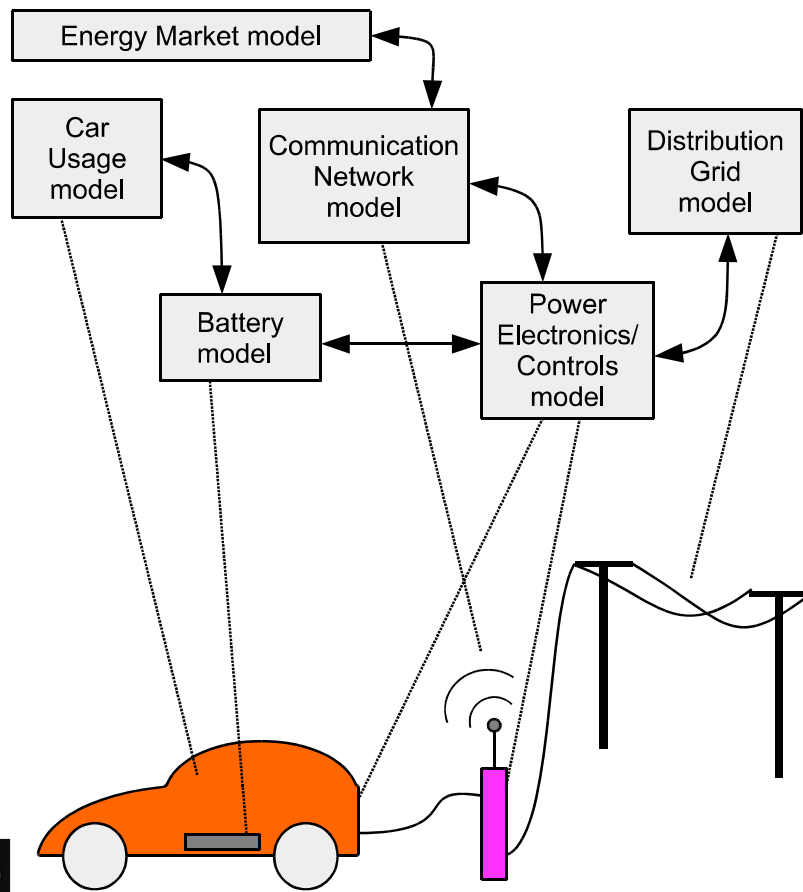 Energy Market model
Car
Usage
model
Communication
Network
model
Distribution
Grid
model
Battery
model
Power
Electronics/
Controls
model